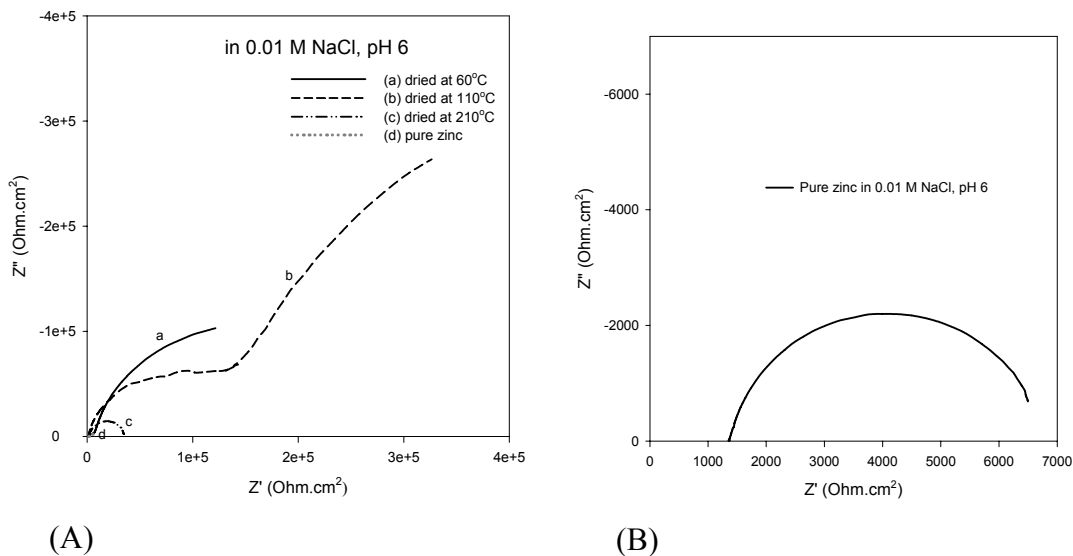 in 0.01 M NaCl, pH 6
(a) dried at 60°C
(b) dried at 110°C
(c) dried at 210°C
(d) pure zinc
-4e+5
-3e+5
-2e+5
-1e+5
0
Z'' (Ohm.cm²)
a
b
c
d
0 1e+5 2e+5 3e+5 4e+5
Z' (Ohm.cm²)
(A)
Pure zinc in 0.01 M NaCl, pH 6
-6000
-4000
-2000
0
Z'' (Ohm.cm²)
0 1000 2000 3000 4000 5000 6000 7000
Z' (Ohm.cm²)
(B)